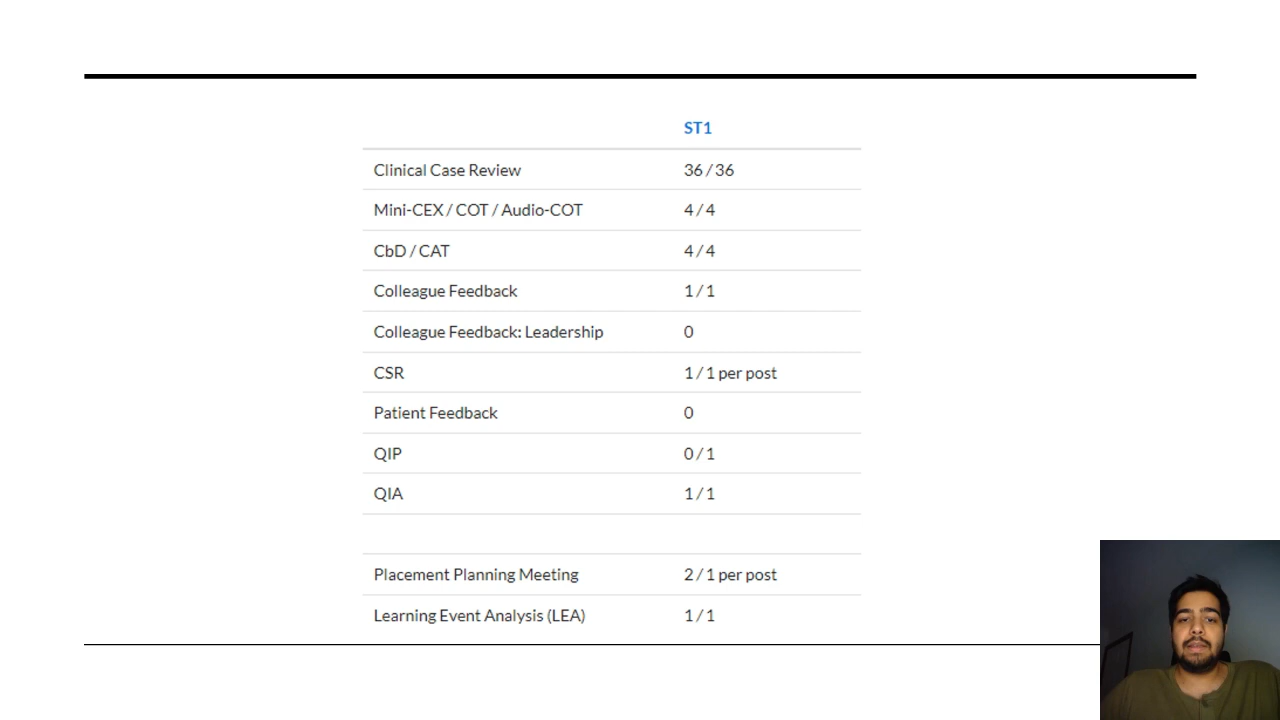 ST1
Clinical Case Review 36 / 36
Mini-CEX / COT / Audio-COT 4 / 4
CbD / CAT 4 / 4
Colleague Feedback 1 / 1
Colleague Feedback: Leadership 0
CSR 1 / 1 per post
Patient Feedback 0
QIP 0 / 1
QIA 1 / 1
Placement Planning Meeting 2 / 1 per post
Learning Event Analysis (LEA) 1 / 1